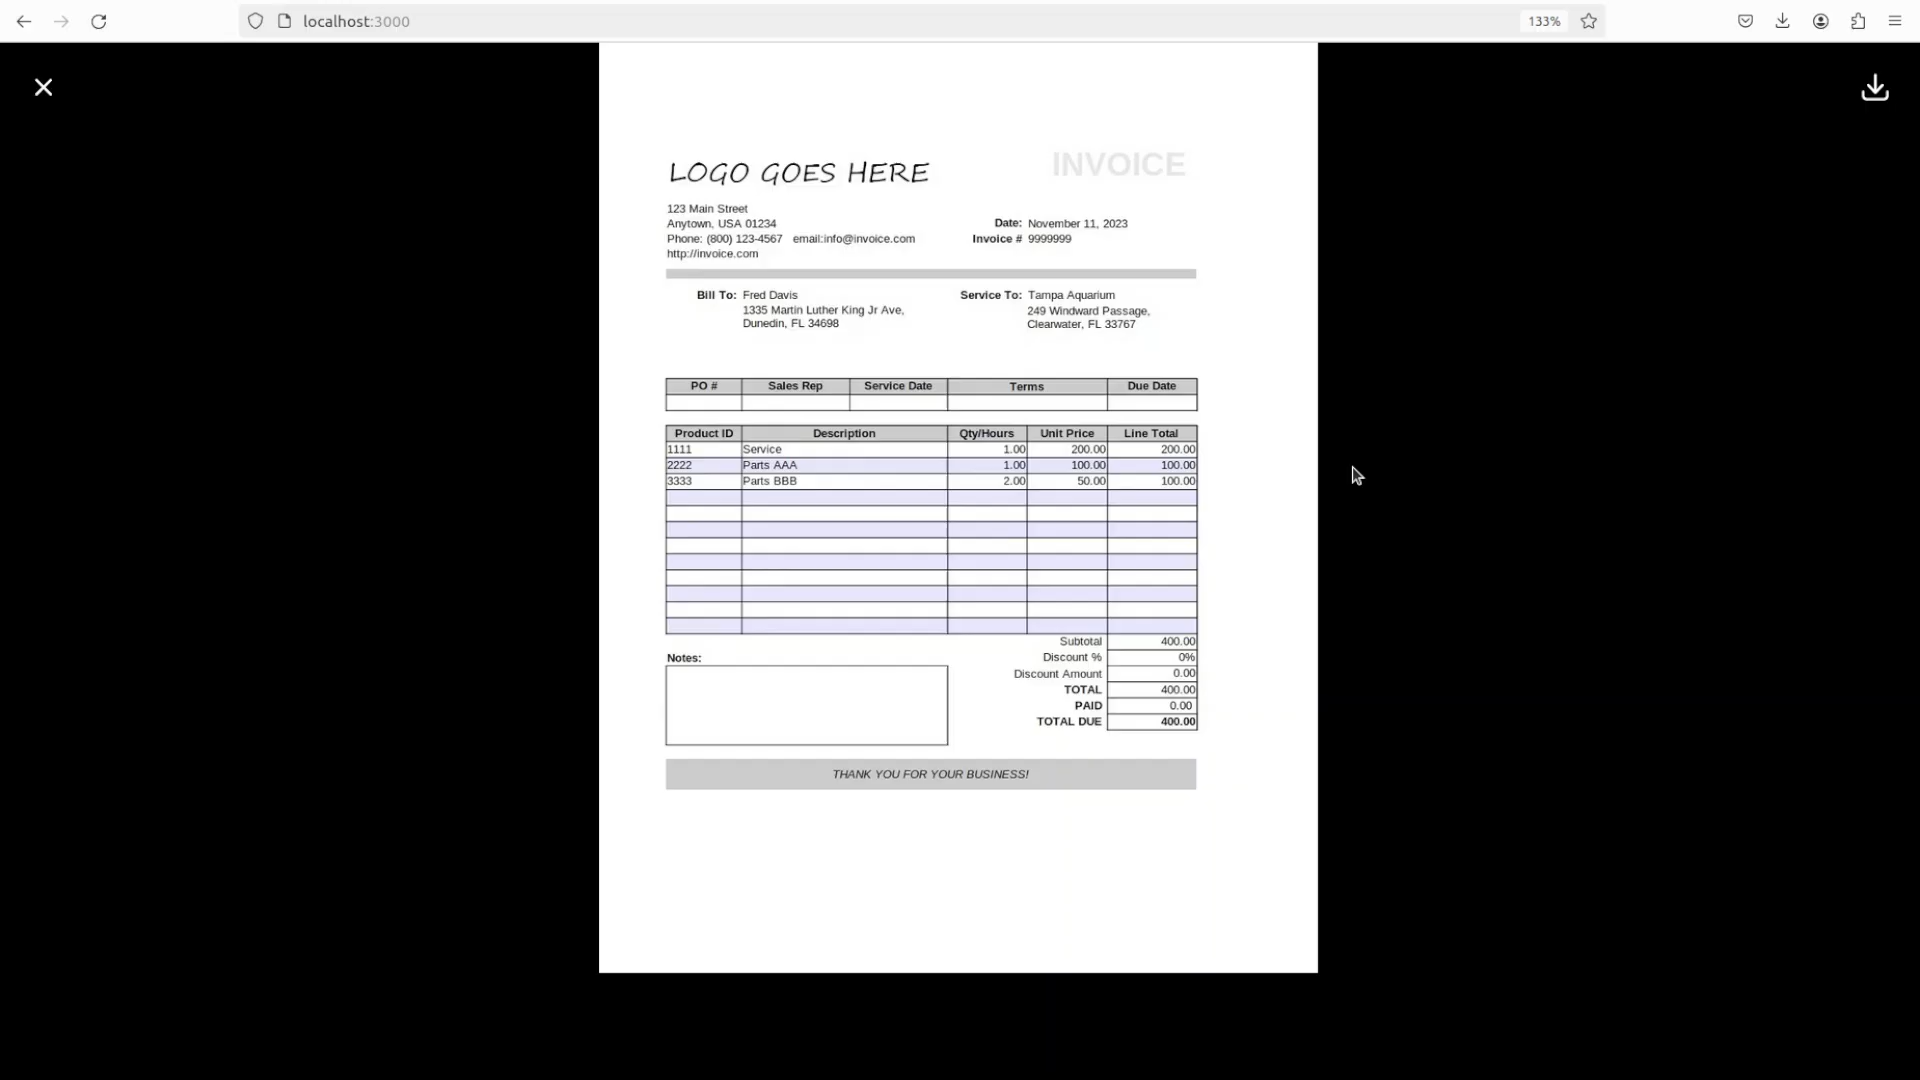 localhost:3000
133%
LOGO GOES HERE
INVOICE
123 Main Street
Anytown, USA 01234
Date: November 11, 2023
Phone: (800) 123-4567 email:info@invoice.com
Invoice # 9999999
http://invoice.com
Bill To: Fred Davis
1335 Martin Luther King Jr Ave,
Dunedin, FL 34698
Service To: Tampa Aquarium
249 Windward Passage,
Clearwater, FL 33767
PO # Sales Rep Service Date Terms Due Date
Product ID Description Qty/Hours Unit Price Line Total
1111 Service 1.00 200.00 200.00
2222 Parts AAA 1.00 100.00 100.00
3333 Parts BBB 2.00 50.00 100.00
Subtotal 400.00
Discount % 0%
Discount Amount 0.00
TOTAL 400.00
PAID 0.00
TOTAL DUE 400.00
Notes:
THANK YOU FOR YOUR BUSINESS!